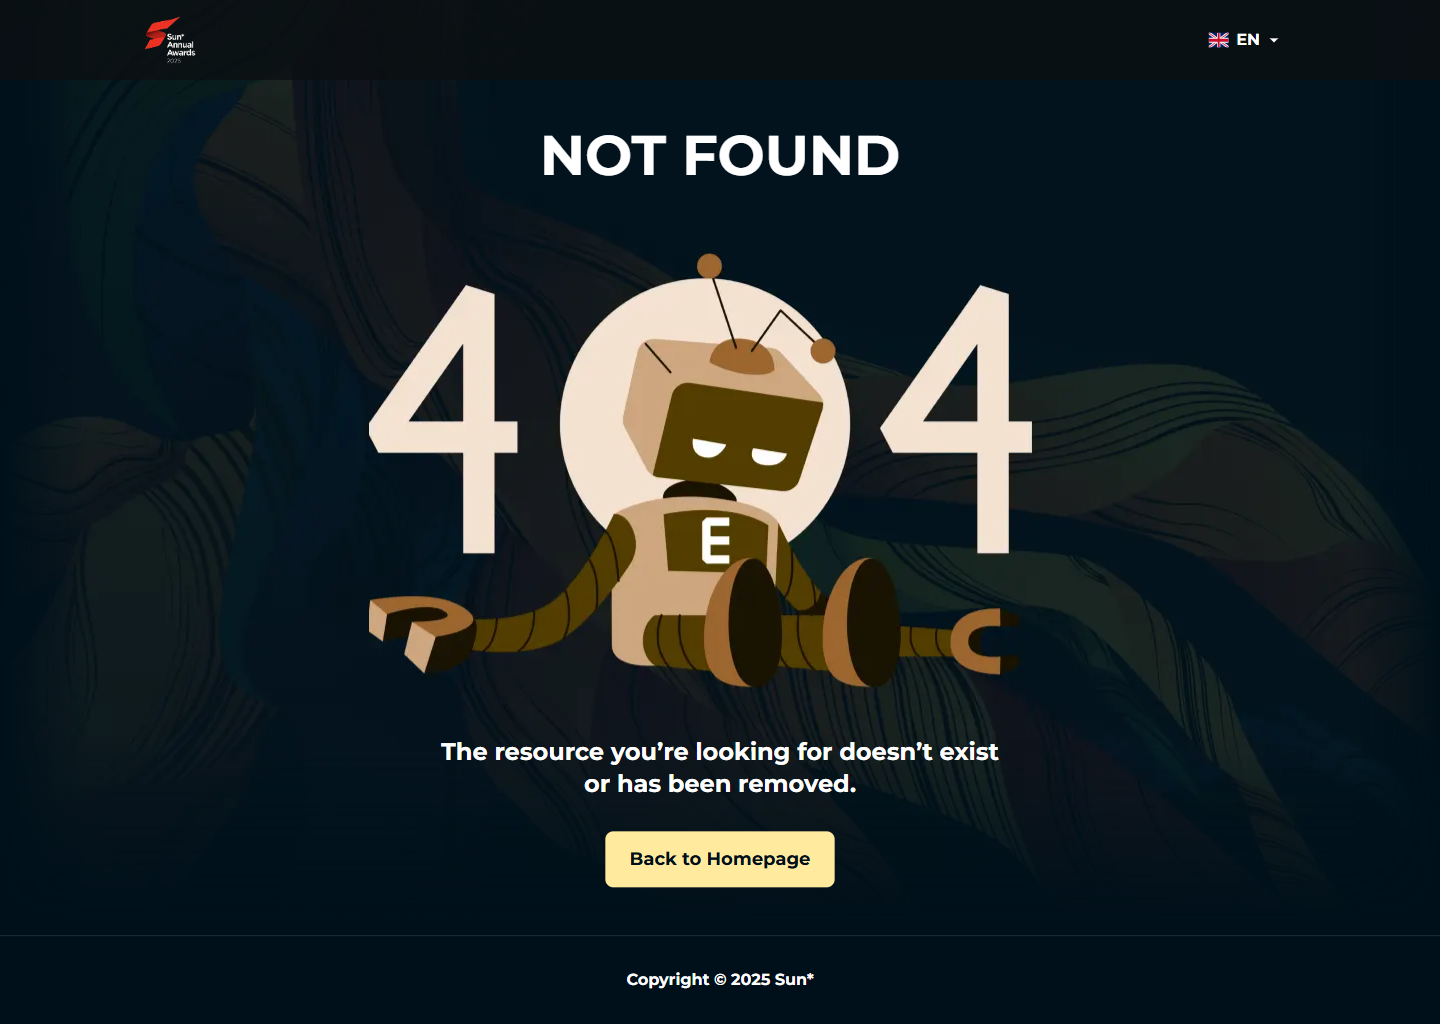 Sun*
Annual
Awards
2025
EN
NOT FOUND
404
E
The resource you’re looking for doesn’t exist
or has been removed.
Back to Homepage
Copyright © 2025 Sun*